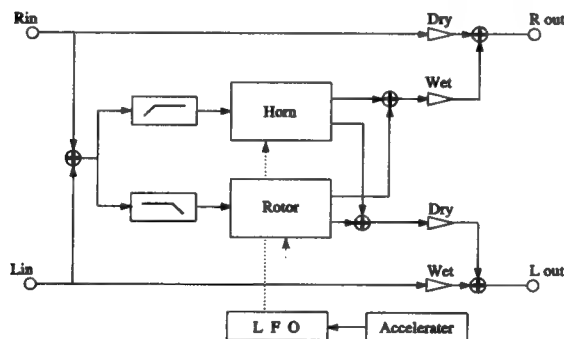 Rin
Dry
R out
Wet
Horn
Rotor
Dry
Lin
Wet
L out
L F O
Accelerater